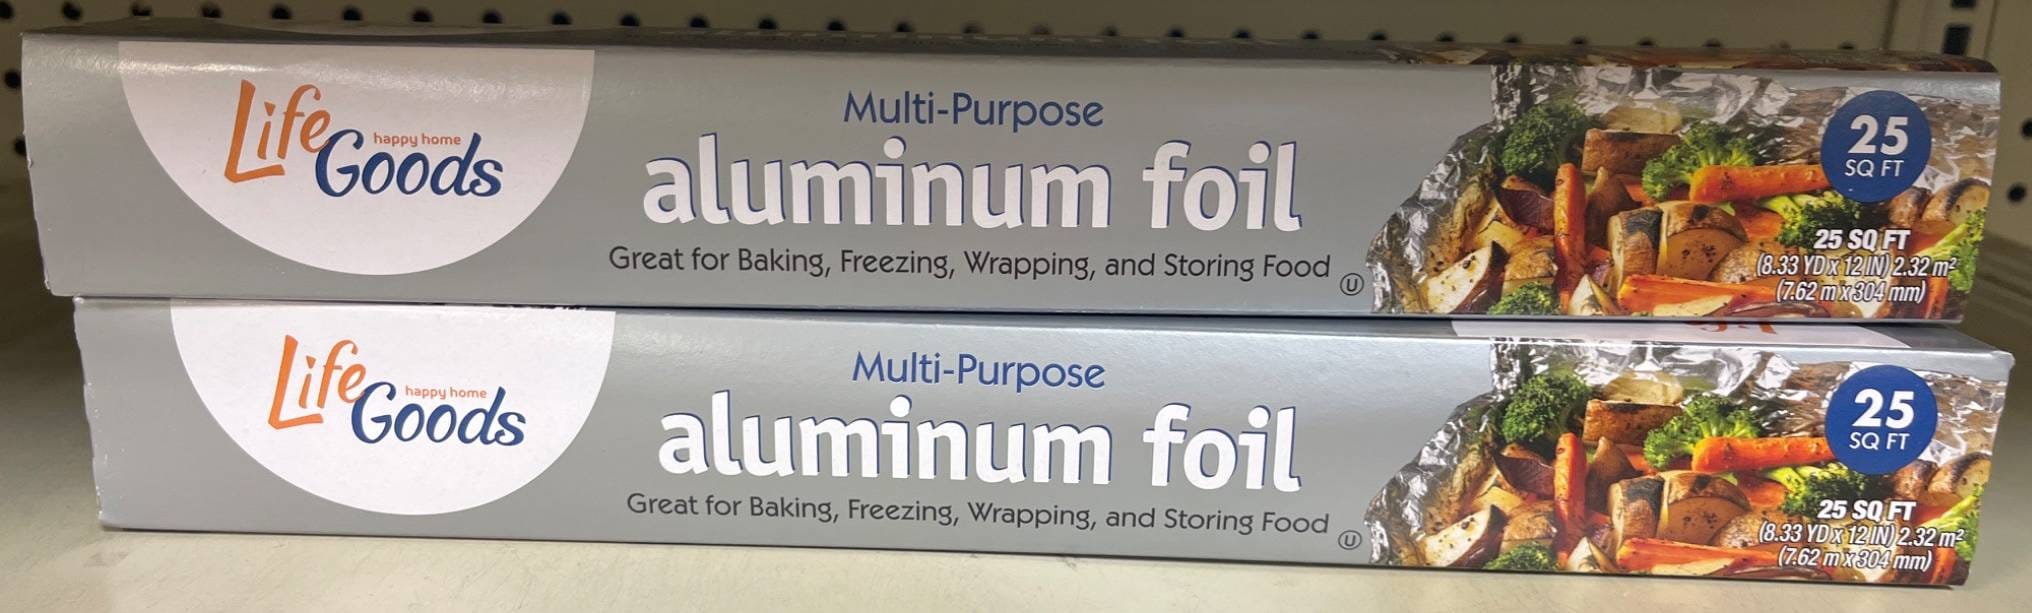 Life
happy home
Goods
Multi-Purpose
aluminum foil
Great for Baking, Freezing, Wrapping, and Storing Food
U
25
SQ FT
25 SQ FT
(8.33 YD x 12 IN) 2.32 m²
(7.62 m x 304 mm)
Life
happy home
Goods
Multi-Purpose
aluminum foil
Great for Baking, Freezing, Wrapping, and Storing Food
U
25
SQ FT
25 SQ FT
(8.33 YD x 12 IN) 2.32 m²
(7.62 m x 304 mm)